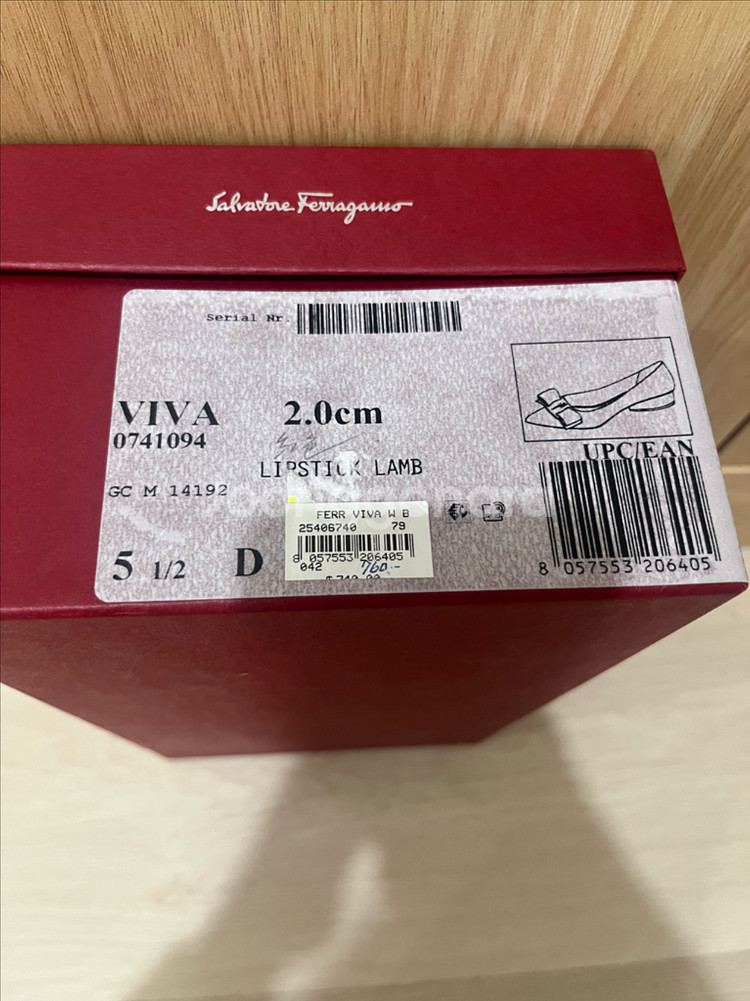 Salvatore Ferragamo
Serial Nr.
VIVA 2.0cm
0741094
LIPSTICK LAMB
UPC/EAN
GC M 14192
FERR VIVA W B
25406740 79
8 057553 206405
042 760.-
5 1/2 D
8 057553 206405